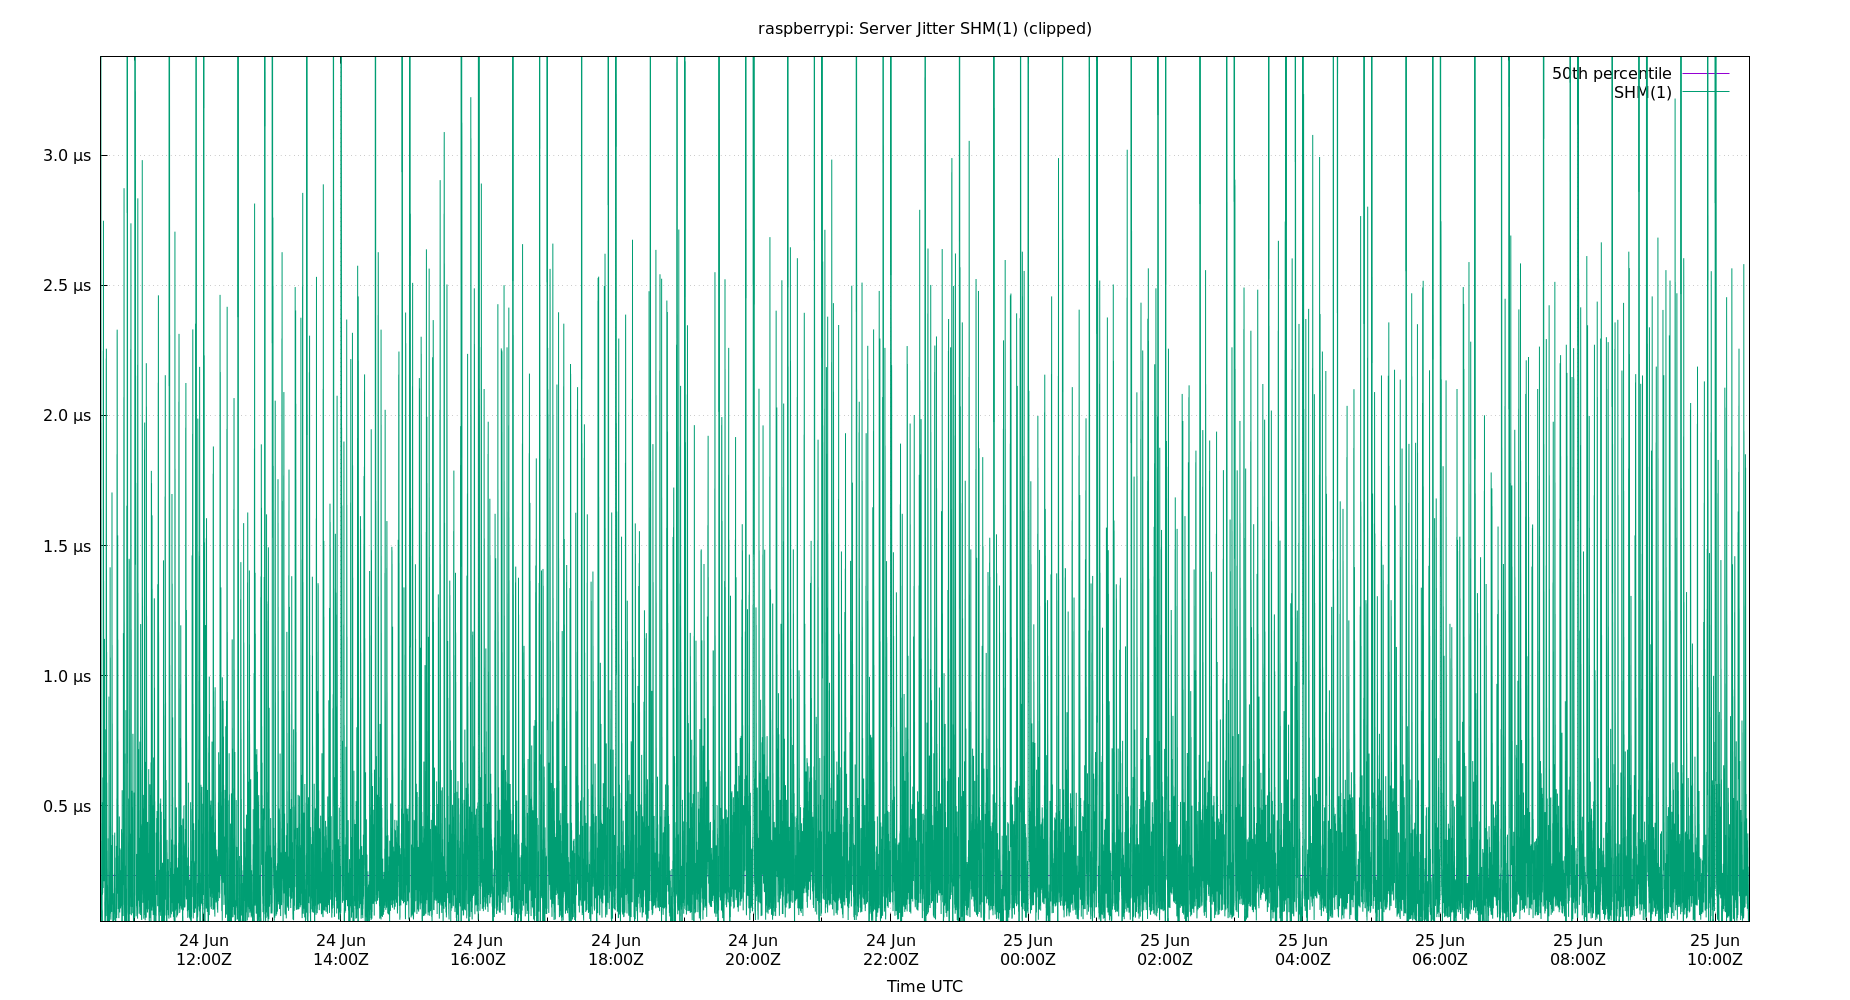 raspberrypi: Server Jitter SHM(1) (clipped)
50th percentile
SHM(1)
3.0 µs
2.5 µs
2.0 µs
1.5 µs
1.0 µs
0.5 µs
24 Jun 24 Jun 24 Jun 24 Jun 24 Jun 24 Jun 25 Jun 25 Jun 25 Jun 25 Jun 25 Jun 25 Jun
12:00Z 14:00Z 16:00Z 18:00Z 20:00Z 22:00Z 00:00Z 02:00Z 04:00Z 06:00Z 08:00Z 10:00Z
Time UTC